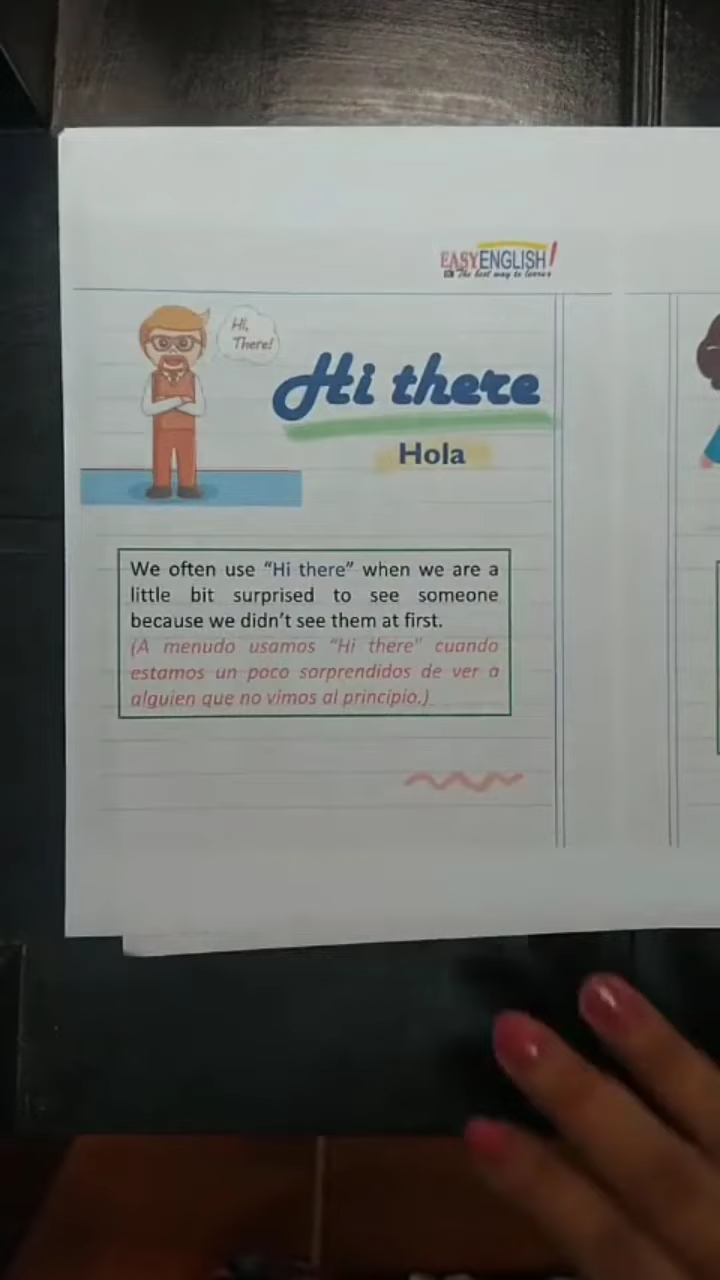 EASYENGLISH!
The best way to learn
Hi,
There!
Hi there
Hola
We often use “Hi there” when we are a
little bit surprised to see someone
because we didn’t see them at first.
(A menudo usamos “Hi there” cuando
estamos un poco sorprendidos de ver a
alguien que no vimos al principio.)